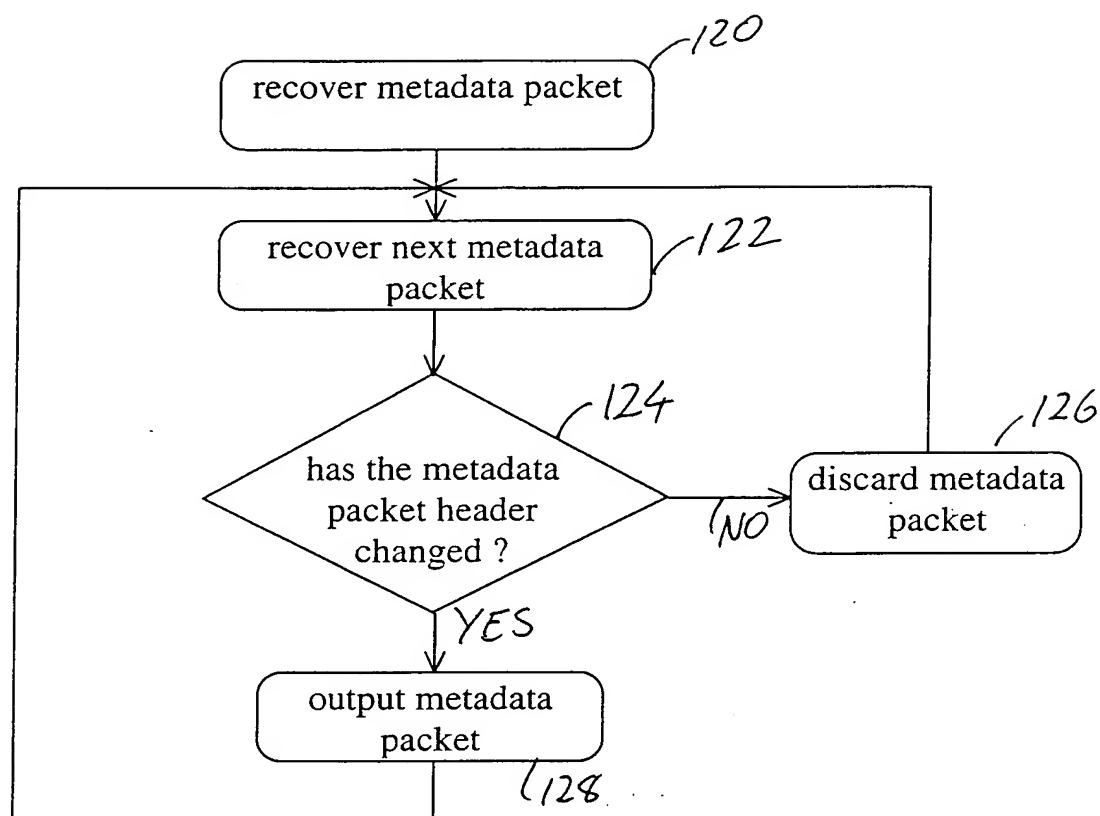 120
recover metadata packet
recover next metadata
packet
122
124
has the metadata
packet header
changed ?
NO
126
discard metadata
packet
YES
output metadata
packet
128